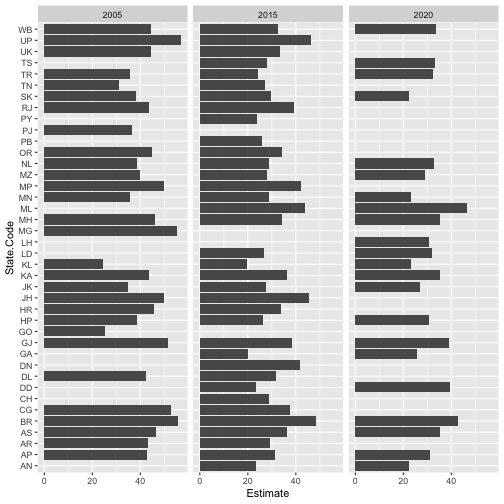 2005 2015 2020
WB
UP
UK
TS
TR
TN
SK
RJ
PY
PJ
PB
OR
NL
MZ
MP
MN
ML
MH
MG
LH
LD
KL
KA
JK
JH
HR
HP
GO
GJ
GA
DN
DL
DD
CH
CG
BR
AS
AR
AP
AN
State.Code
0 20 40 0 20 40 0 20 40
Estimate